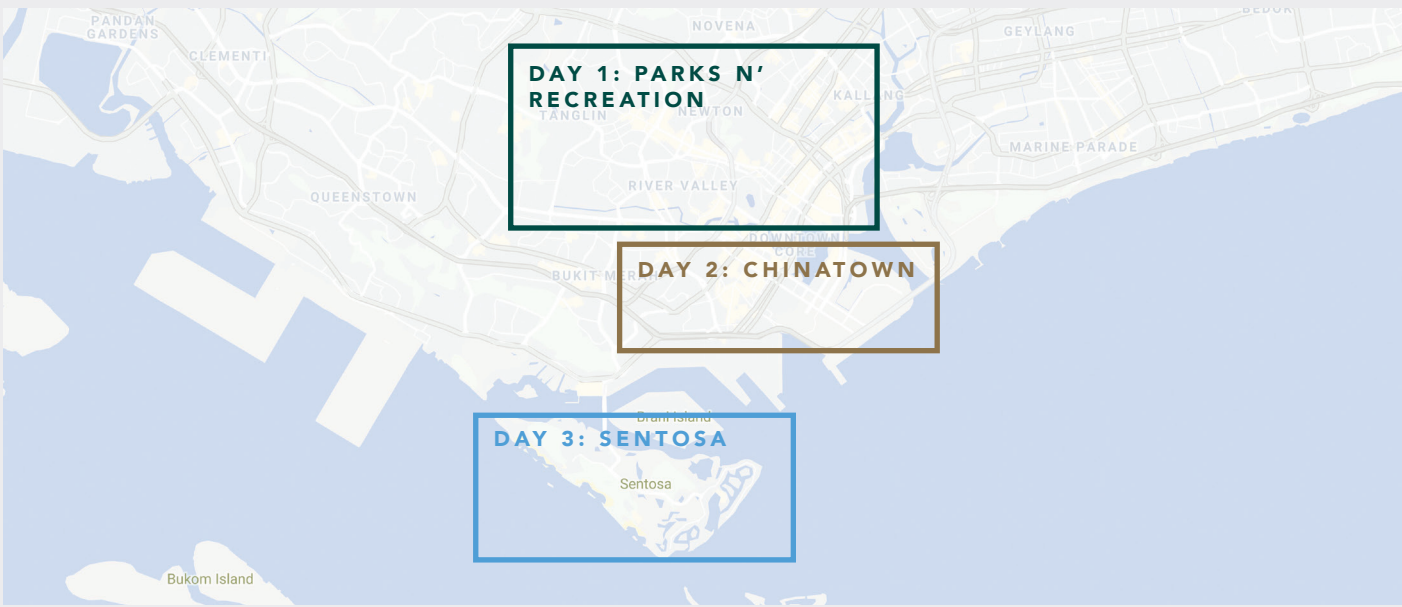 PANDAN
GARDENS
CLEMENTI
NOVENA
GEYLANG
BEDOK
DAY 1: PARKS N’
RECREATION
TANGLIN
NEWTON
KALLANG
MARINE PARADE
RIVER VALLEY
QUEENSTOWN
DOWNTOWN
CORE
BUKIT MERAH
DAY 2: CHINATOWN
Brani Island
DAY 3: SENTOSA
Sentosa
Bukom Island